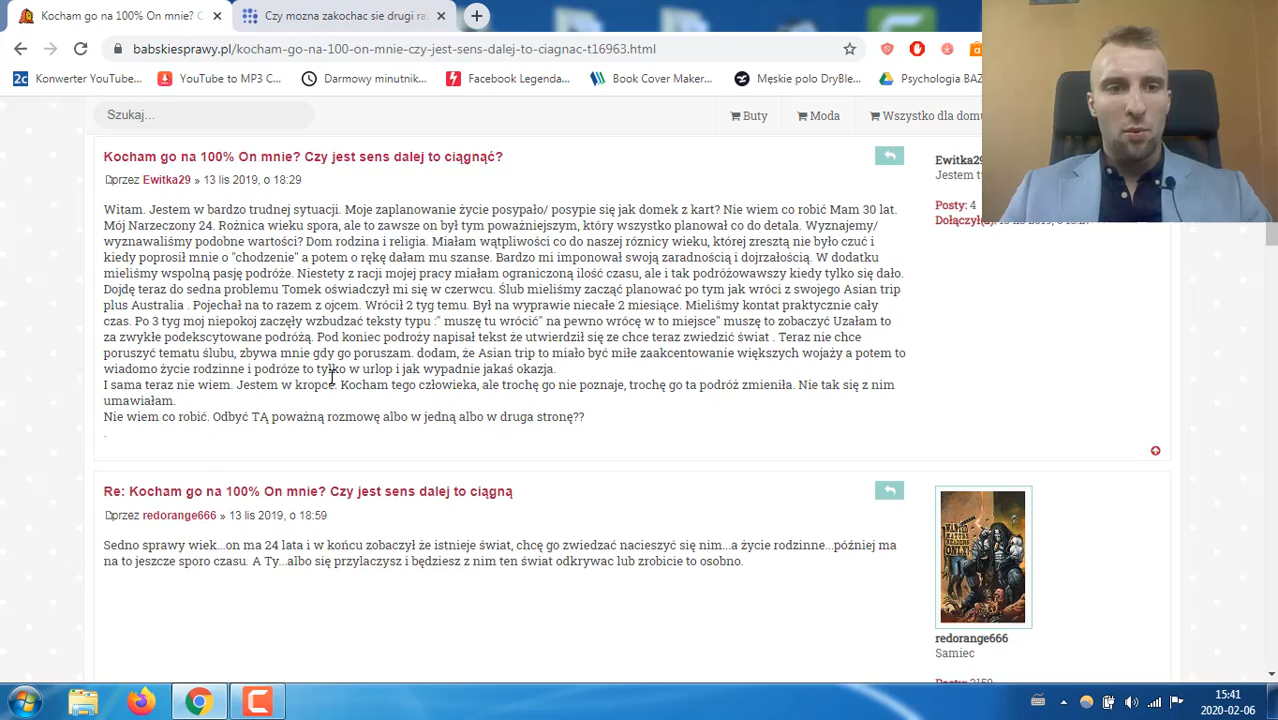 Kocham go na 100% On mnie? C
Czy mozna zakochac sie drugi ra
babskiesprawy.pl/kocham-go-na-100-on-mnie-czy-jest-sens-dalej-to-ciagnac-t16963.html
Konwerter YouTube...
YouTube to MP3 C...
Darmowy minutnik...
Facebook Legenda...
Book Cover Maker...
Męskie polo DryBle...
Psychologia BAZ
Szukaj...
Buty
Moda
Wszystko dla domu
Kocham go na 100% On mnie? Czy jest sens dalej to ciągnąć?
przez Ewitka29 » 13 lis 2019, o 18:29
Witam. Jestem w bardzo trudnej sytuacji. Moje zaplanowanie życie posypało/ posypie się jak domek z kart? Nie wiem co robić Mam 30 lat.
Mój Narzeczony 24. Rożnica wieku spora, ale to zawsze on był tym poważniejszym, który wszystko planował co do detala. Wyznajemy/
wyznawaliśmy podobne wartości? Dom rodzina i religia. Miałam wątpliwości co do naszej róznicy wieku, której zresztą nie było czuć i
kiedy poprosił mnie o "chodzenie" a potem o rękę dałam mu szanse. Bardzo mi imponował swoją zaradnością i dojrzałością. W dodatku
mieliśmy wspolną pasję podróże. Niestety z racji mojej pracy miałam ograniczoną ilość czasu, ale i tak podróżowawszy kiedy tylko się dało.
Dojdę teraz do sedna problemu Tomek oświadczył mi się w czerwcu. Ślub mieliśmy zacząć planować po tym jak wróci z swojego Asian trip
plus Australia . Pojechał na to razem z ojcem. Wrócił 2 tyg temu. Był na wyprawie niecałe 2 miesiące. Mieliśmy kontat praktycznie cały
czas. Po 3 tyg moj niepokoj zaczęły wzbudzać teksty typu :" muszę tu wrócić" na pewno wrócę w to miejsce" muszę to zobaczyć Uzałam to
za zwykłe podekscytowane podróżą. Pod koniec podroży napisał tekst że utwierdził się ze chce teraz zwiedzić świat . Teraz nie chce
poruszyć tematu ślubu, zbywa mnie gdy go poruszam. dodam, że Asian trip to miało być miłe zaakcentowanie większych wojaży a potem to
wiadomo życie rodzinne i podróze to tylko w urlop i jak wypadnie jakaś okazja.
I sama teraz nie wiem. Jestem w kropce. Kocham tego człowieka, ale trochę go nie poznaje, trochę go ta podróż zmieniła. Nie tak się z nim
umawiałam.
Nie wiem co robić. Odbyć TĄ poważną rozmowę albo w jedną albo w druga stronę??
.
Ewitka29
Jestem t
Posty: 4
Re: Kocham go na 100% On mnie? Czy jest sens dalej to ciągną
przez redorange666 » 13 lis 2019, o 18:59
Sedno sprawy wiek...on ma 24 lata i w końcu zobaczył że istnieje świat, chcę go zwiedzać nacieszyć się nim...a życie rodzinne...później ma
na to jeszcze sporo czasu. A Ty...albo się przylaczysz i będziesz z nim ten świat odkrywac lub zrobicie to osobno.
redorange666
Samiec
15:41
2020-02-06